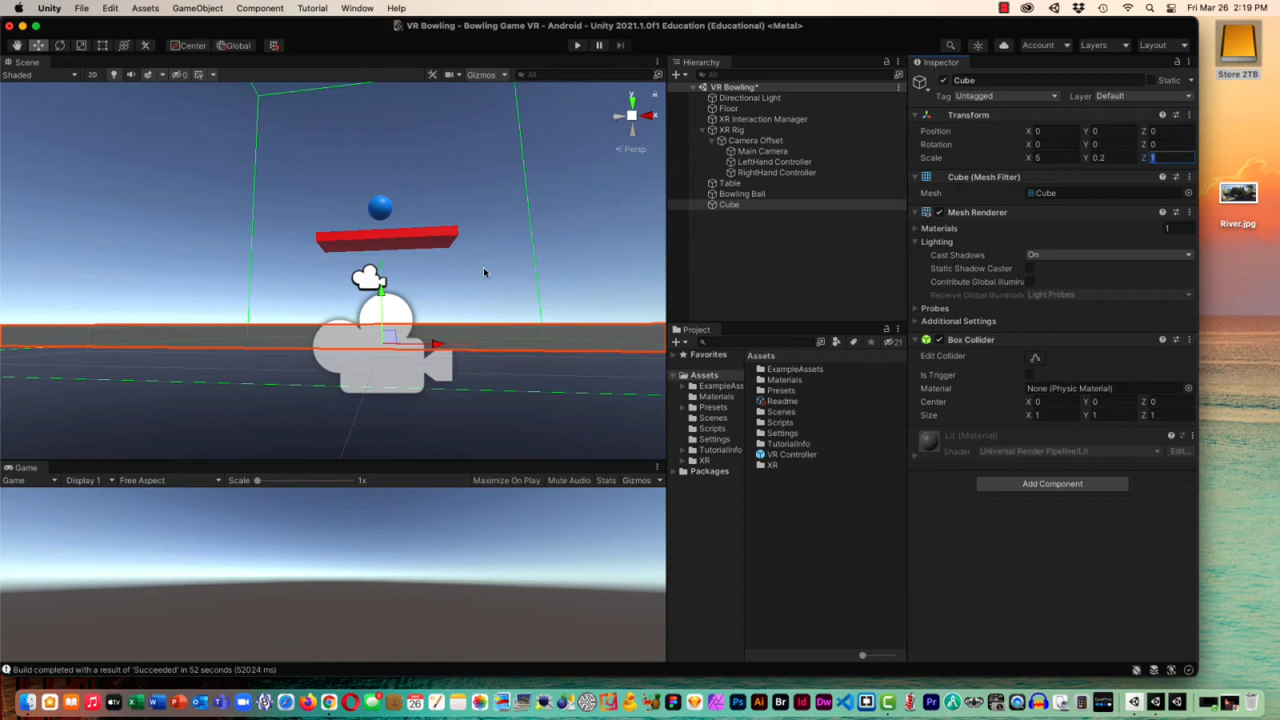 Unity File Edit Assets GameObject Component Tutorial Window Help Fri Mar 26 2:19 PM
VR Bowling - Bowling Game VR - Android - Unity 2021.1.0f1 Education (Educational) <Metal>
Center Global Account Layers Layout
Scene
Shaded 2D 0 Gizmos All
y
x
Persp
Game
Game Display 1 Free Aspect Scale 1x Maximize On Play Mute Audio Stats Gizmos
Hierarchy
All
VR Bowling*
Directional Light
Floor
XR Interaction Manager
XR Rig
Camera Offset
Main Camera
LeftHand Controller
RightHand Controller
Table
Bowling Ball
Cube
Project
21
Favorites
Assets
ExampleAss
Materials
Presets
Scenes
Scripts
Settings
TutorialInfo
XR
Packages
Assets
ExampleAssets
Materials
Presets
Readme
Scenes
Scripts
Settings
TutorialInfo
VR Controller
XR
Inspector
Cube Static
Tag Untagged Layer Default
Transform
Position X 0 Y 0 Z 0
Rotation X 0 Y 0 Z 0
Scale X 5 Y 0.2 Z 1
Cube (Mesh Filter)
Mesh Cube
Mesh Renderer
Materials 1
Lighting
Cast Shadows On
Static Shadow Caster
Contribute Global Illumina
Receive Global Illuminati Light Probes
Probes
Additional Settings
Box Collider
Edit Collider
Is Trigger
Material None (Physic Material)
Center X 0 Y 0 Z 0
Size X 1 Y 1 Z 1
Lit (Material)
Shader Universal Render Pipeline/Lit Edit...
Add Component
Store 2TB
River.jpg
Build completed with a result of 'Succeeded' in 52 seconds (52024 ms)